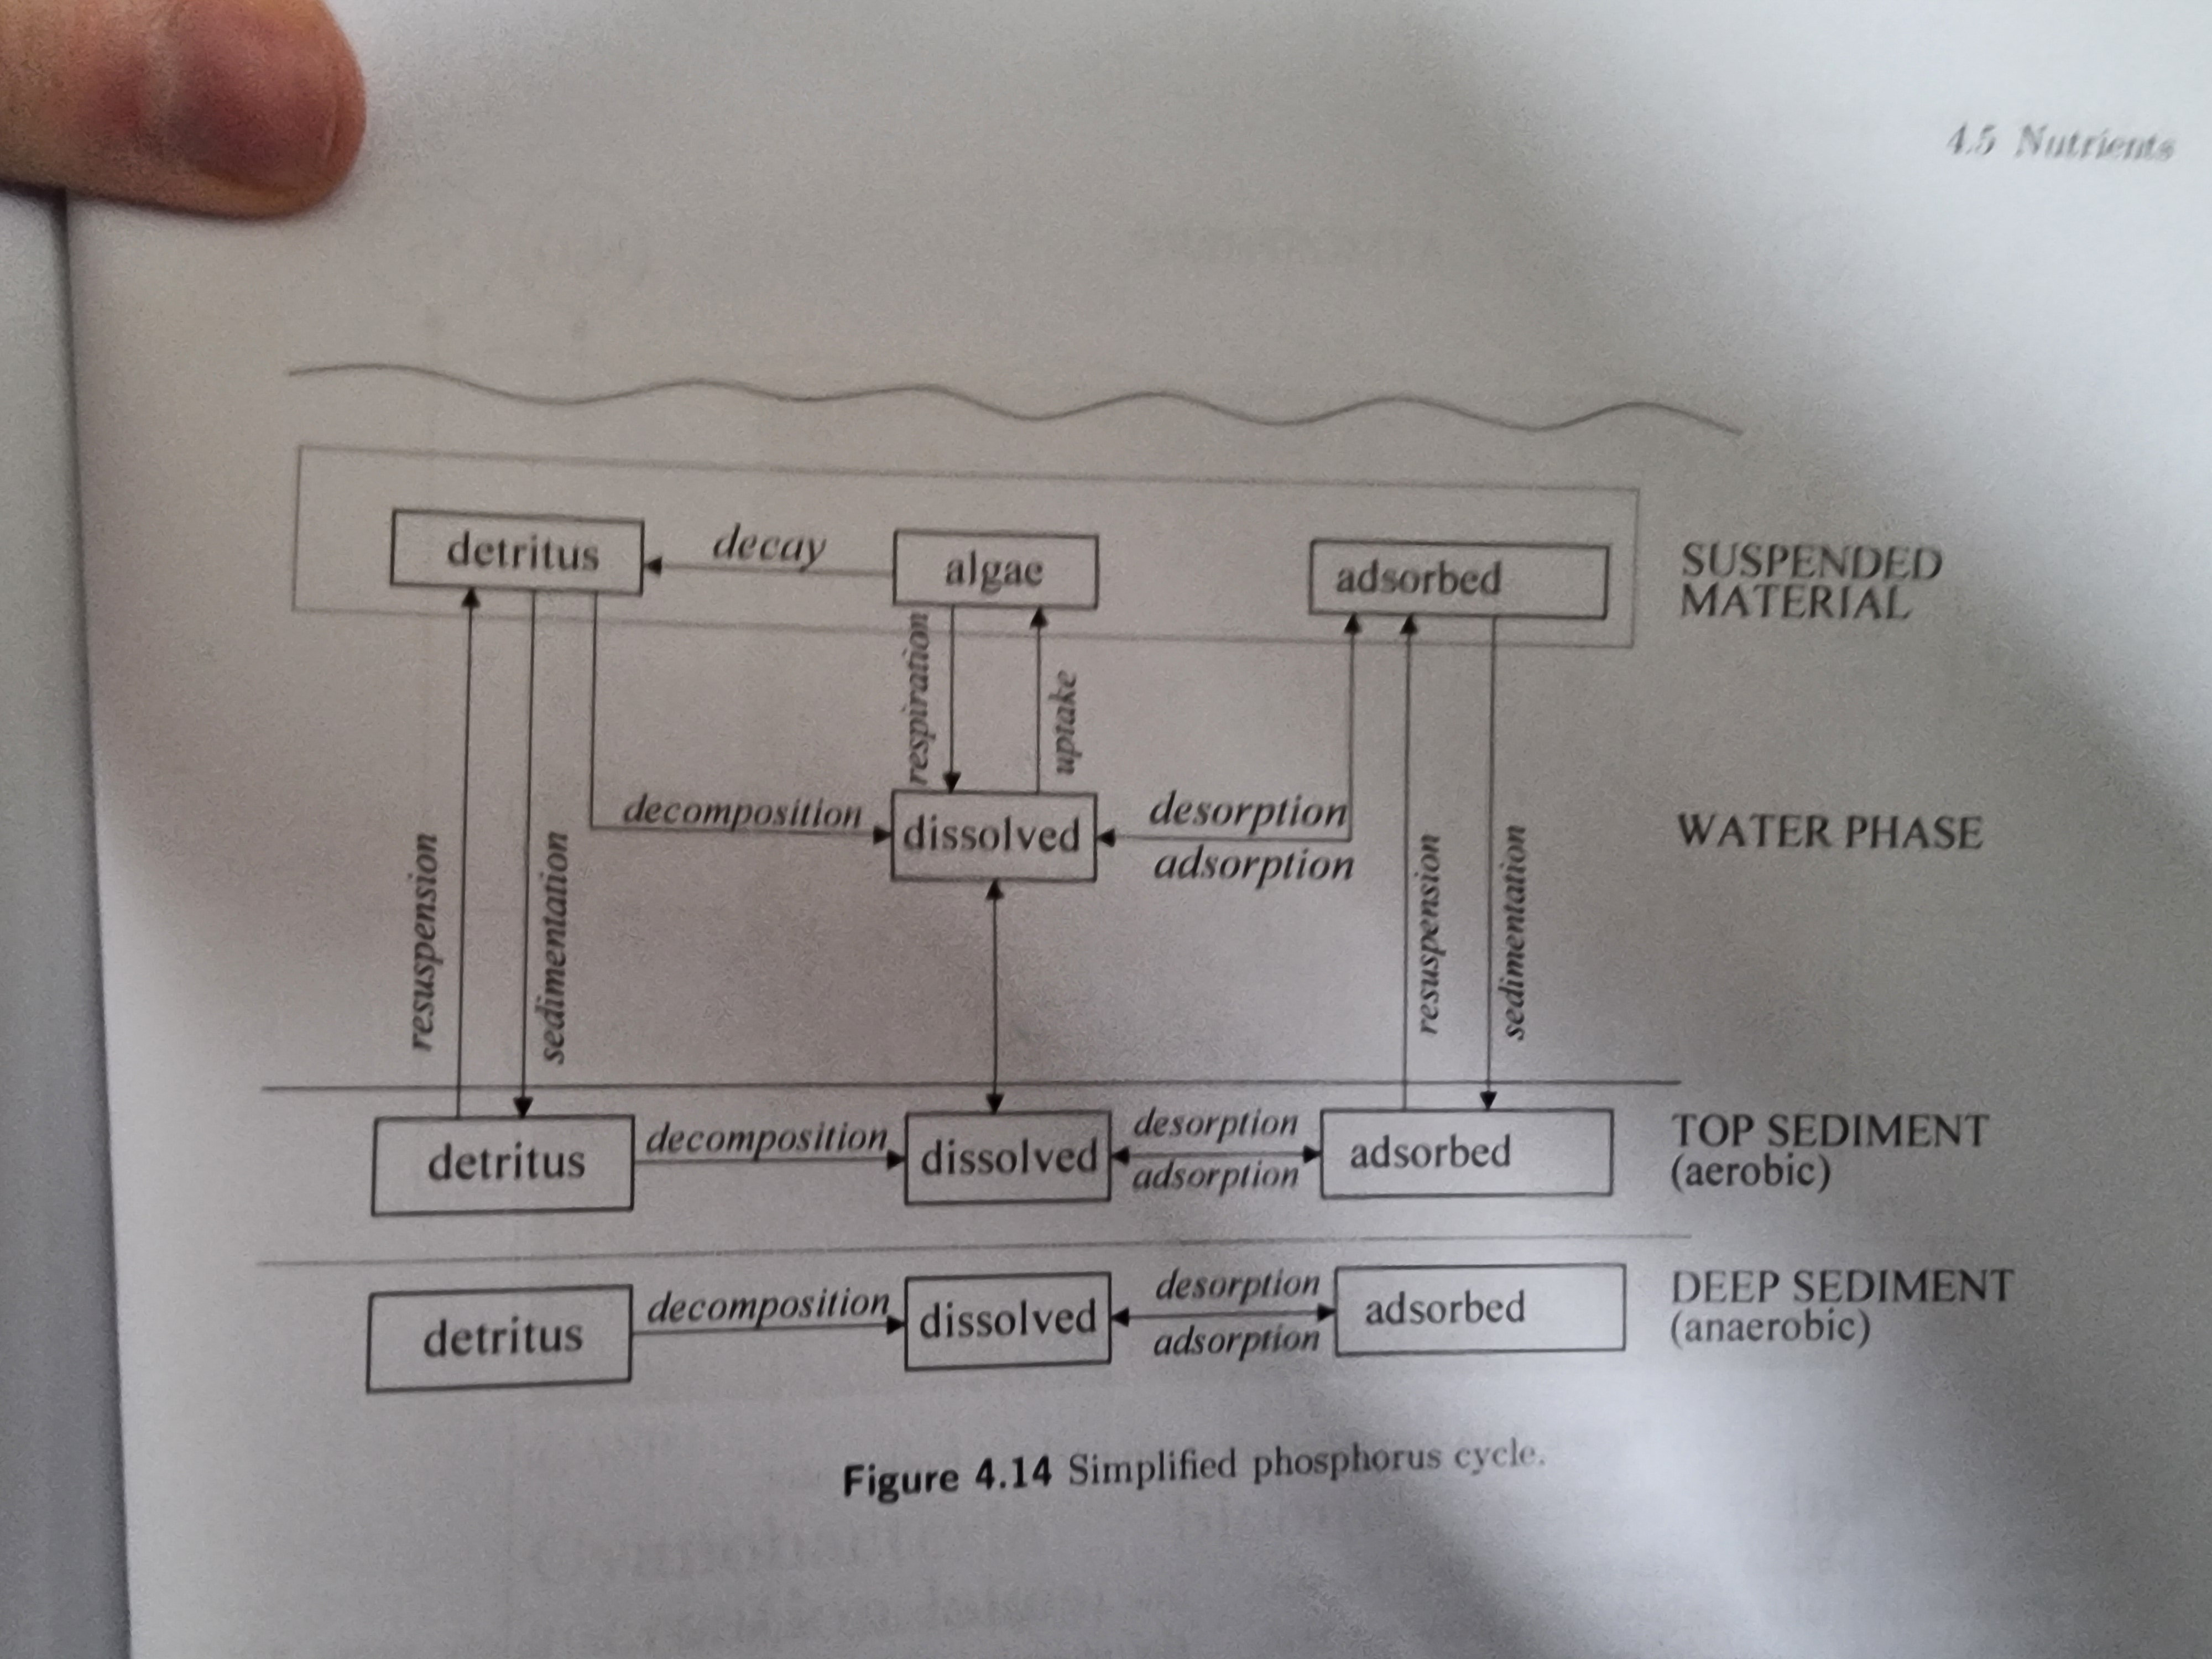 4.5 Nutrients
detritus
decay
algae
adsorbed
SUSPENDED
MATERIAL
respiration
uptake
decomposition
dissolved
desorption
adsorption
WATER PHASE
resuspension
sedimentation
resuspension
sedimentation
detritus
decomposition
dissolved
desorption
adsorption
adsorbed
TOP SEDIMENT
(aerobic)
detritus
decomposition
dissolved
desorption
adsorption
adsorbed
DEEP SEDIMENT
(anaerobic)
Figure 4.14 Simplified phosphorus cycle.